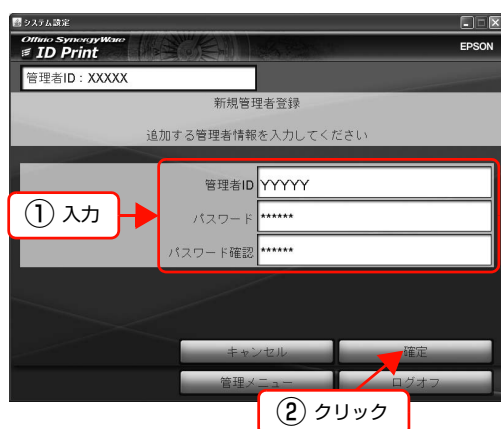 システム設定
Offirio SynergyWare
ID Print
EPSON
管理者ID：XXXXX
新規管理者登録
追加する管理者情報を入力してください
管理者ID YYYYY
① 入力
パスワード ******
パスワード確認 ******
キャンセル 確定
管理メニュー ログオフ
② クリック